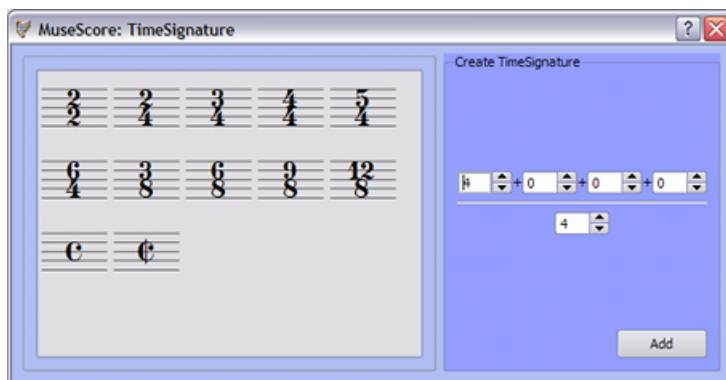 MuseScore: TimeSignature
Create TimeSignature
2 2 3 4 5
2 4 4 4 4
6 3 6 9 12
4 8 8 8 8
4 + 0 + 0 + 0
4
Add